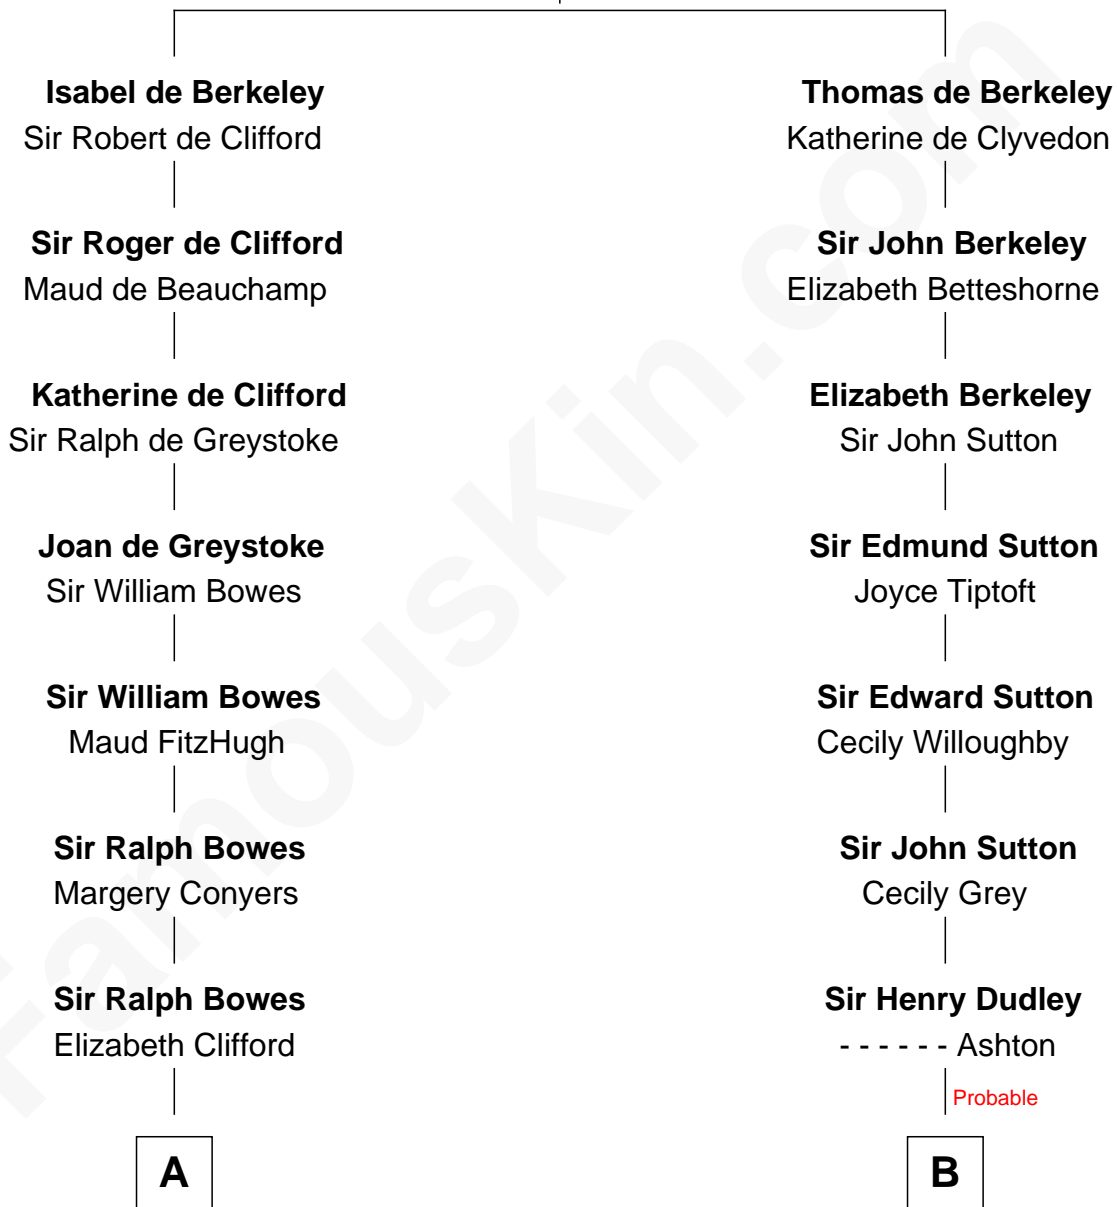 Isabel de Berkeley
Sir Robert de Clifford
Sir Roger de Clifford
Maud de Beauchamp
Katherine de Clifford
Sir Ralph de Greystoke
Joan de Greystoke
Sir William Bowes
Sir William Bowes
Maud FitzHugh
Sir Ralph Bowes
Margery Conyers
Sir Ralph Bowes
Elizabeth Clifford
A
Thomas de Berkeley
Katherine de Clyvedon
Sir John Berkeley
Elizabeth Betteshorne
Elizabeth Berkeley
Sir John Sutton
Sir Edmund Sutton
Joyce Tiptoft
Sir Edward Sutton
Cecily Willoughby
Sir John Sutton
Cecily Grey
Sir Henry Dudley
- - - - - - Ashton
Probable
B
FamousKin.com